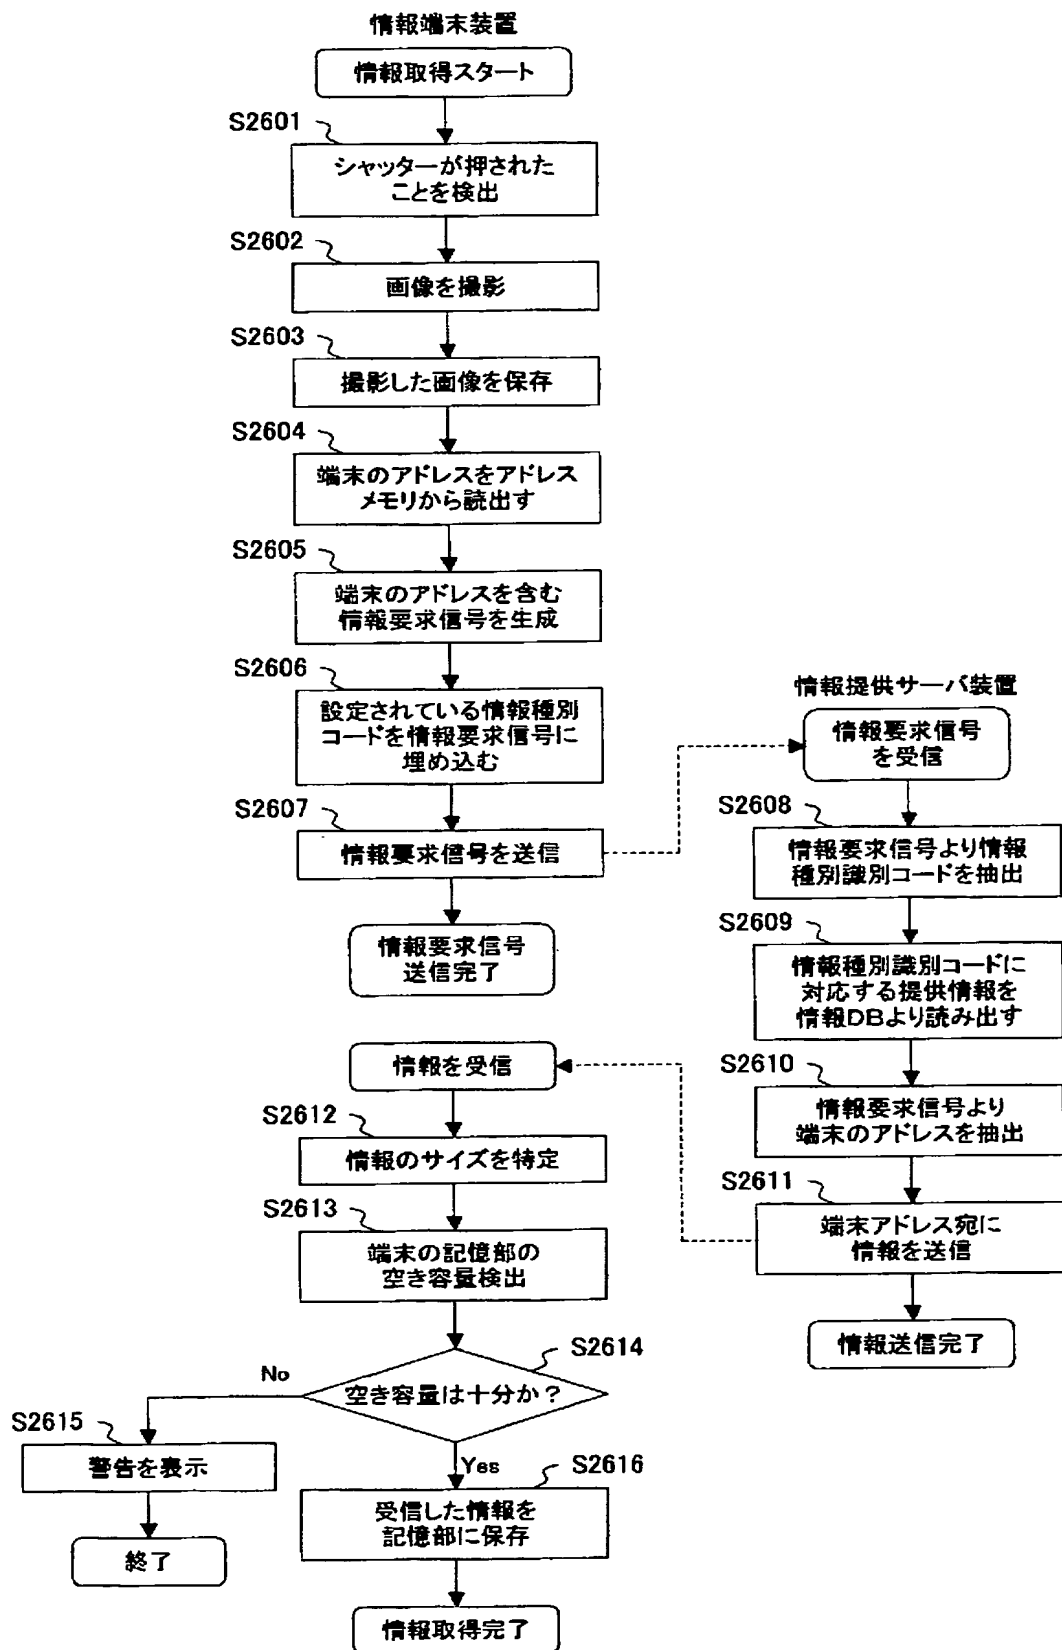 情報端末装置
情報取得スタート
S2601
シャッターが押された
ことを検出
S2602
画像を撮影
S2603
撮影した画像を保存
S2604
端末のアドレスをアドレス
メモリから読出す
S2605
端末のアドレスを含む
情報要求信号を生成
S2606
設定されている情報種別
コードを情報要求信号に
埋め込む
S2607
情報要求信号を送信
情報要求信号
送信完了
情報提供サーバ装置
情報要求信号
を受信
S2608
情報要求信号より情報
種別識別コードを抽出
S2609
情報種別識別コードに
対応する提供情報を
情報DBより読み出す
S2610
情報要求信号より
端末のアドレスを抽出
S2611
端末アドレス宛に
情報を送信
情報送信完了
情報を受信
S2612
情報のサイズを特定
S2613
端末の記憶部の
空き容量検出
S2614
空き容量は十分か？
No
S2615
警告を表示
終了
Yes
S2616
受信した情報を
記憶部に保存
情報取得完了